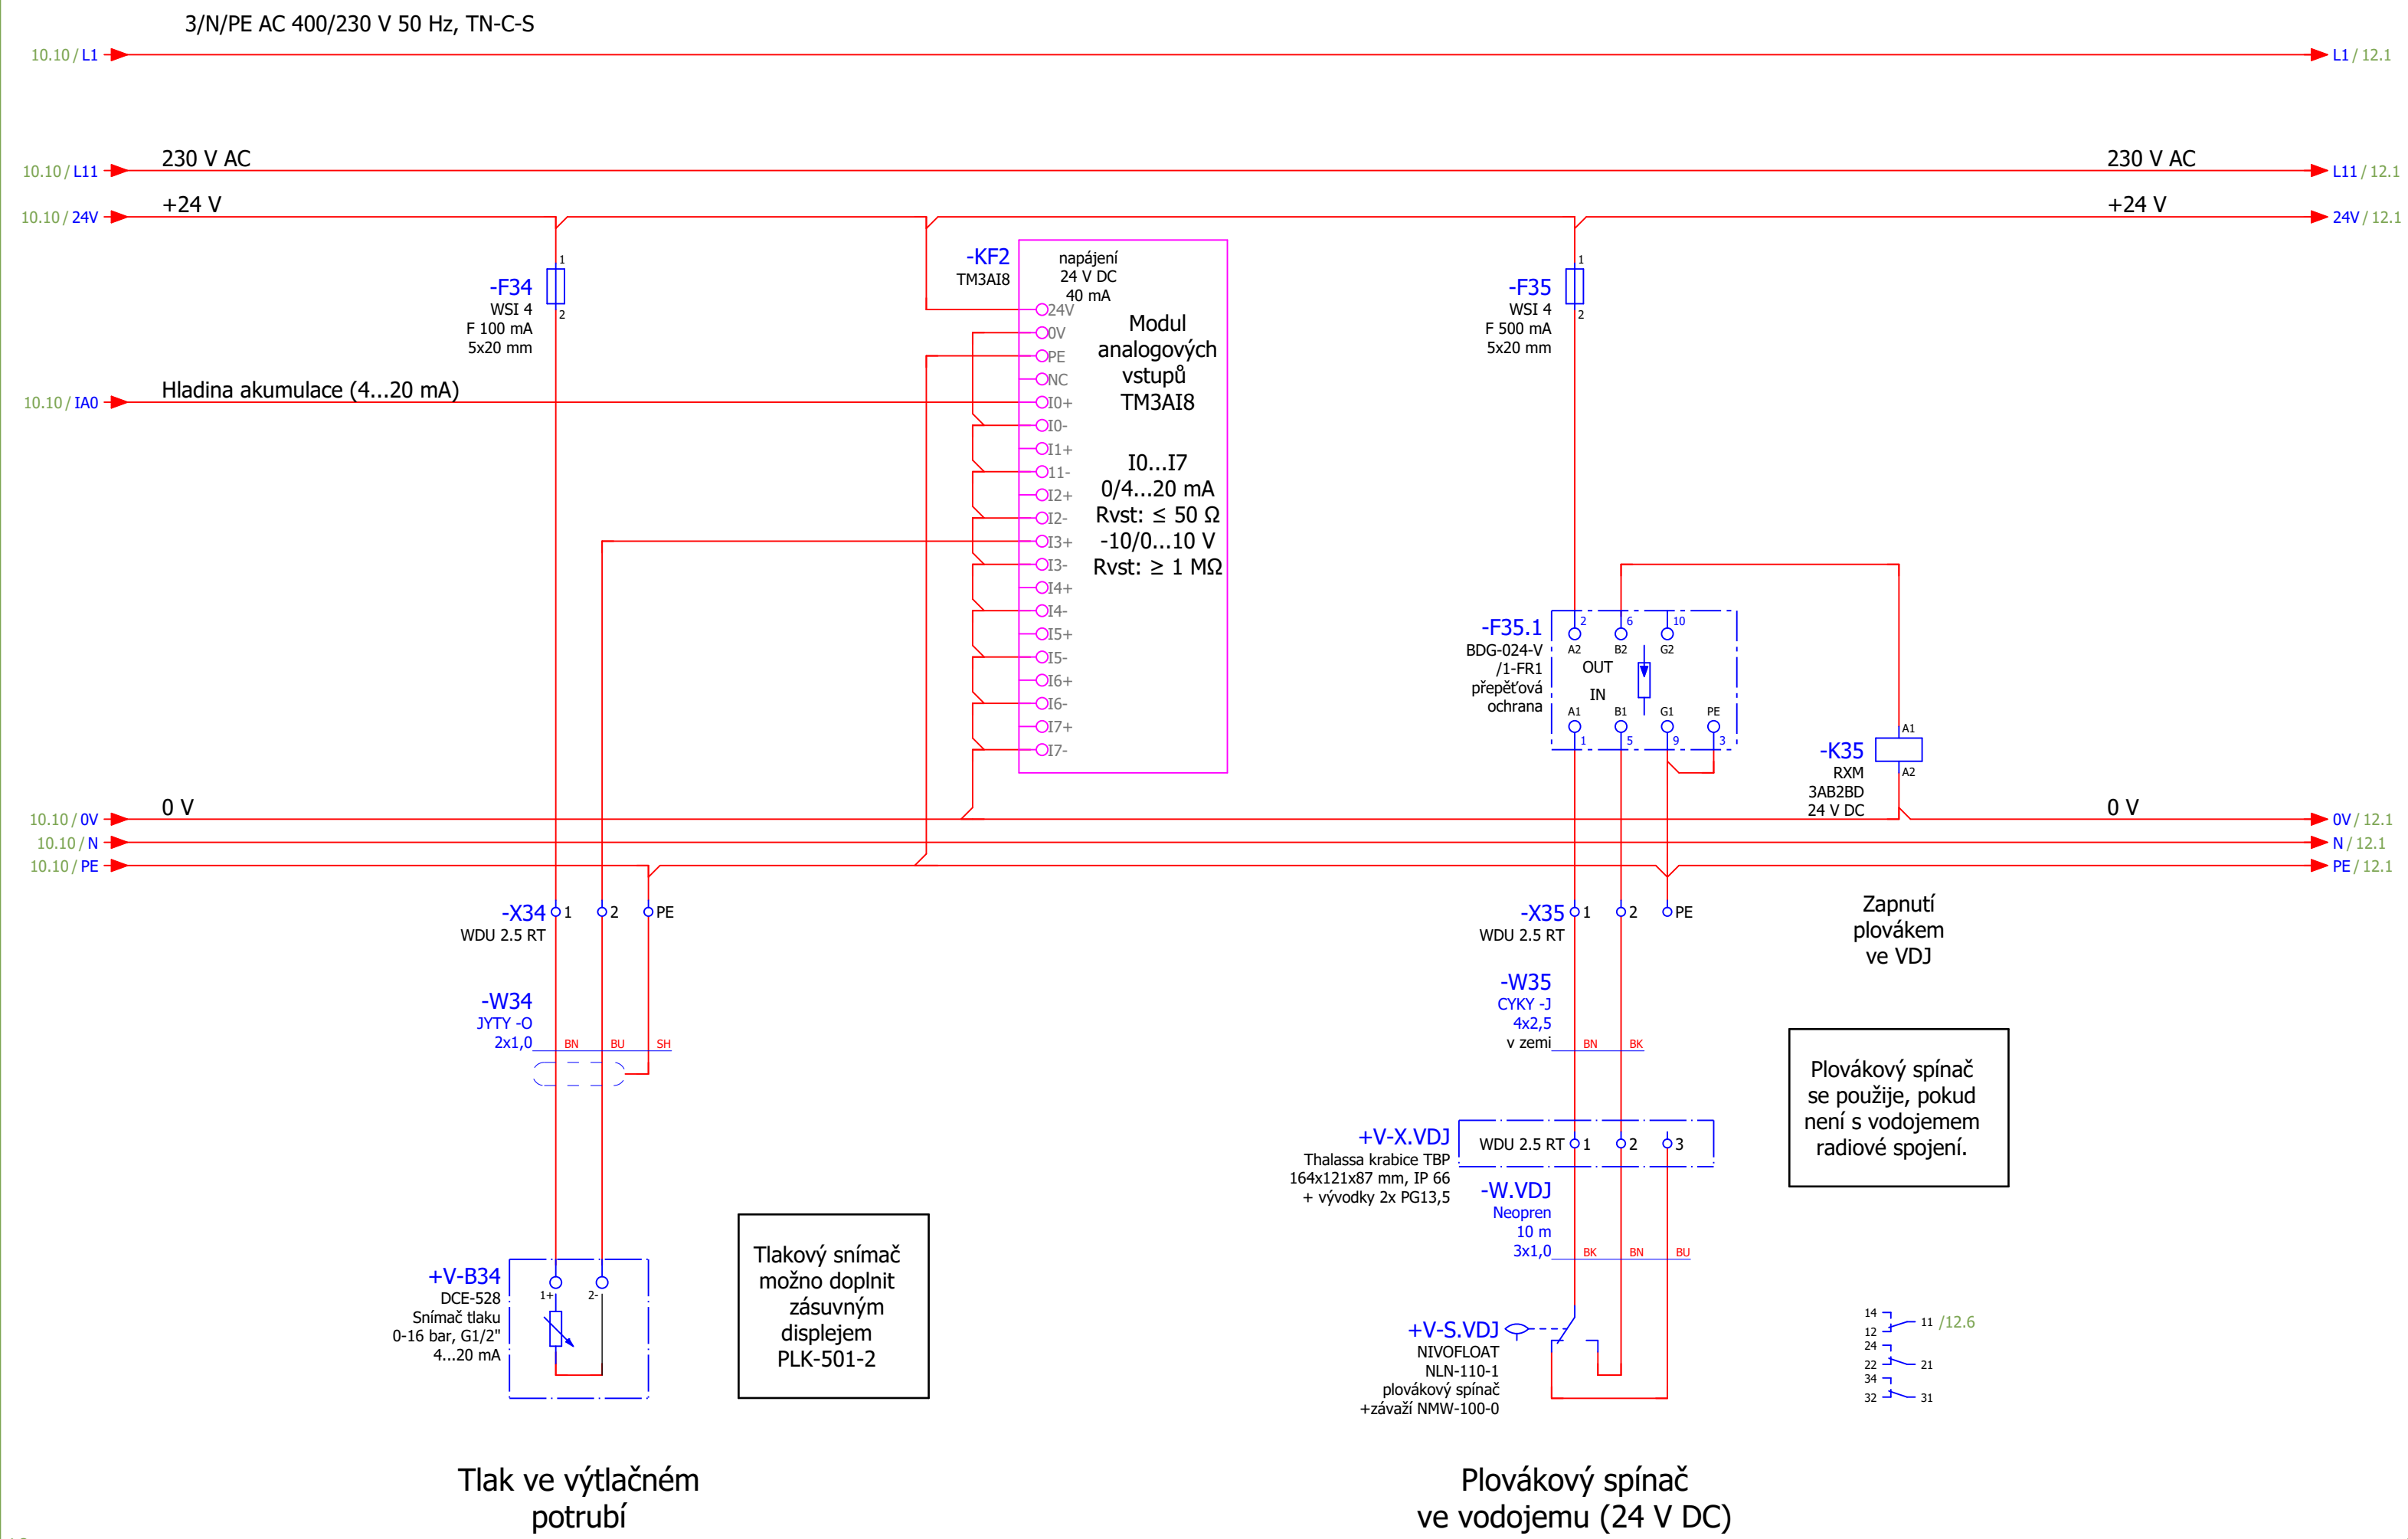 3/N/PE AC 400/230 V 50 Hz, TN-C-S
10.10 / L1
L1 / 12.1
230 V AC
230 V AC
10.10 / L11
L11 / 12.1
+24 V
+24 V
10.10 / 24V
24V / 12.1
-F34
WSI 4
F 100 mA
5x20 mm
1
2
-KF2
TM3AI8
napájení
24 V DC
40 mA
24V
0V
PE
NC
I0+
I0-
I1+
11-
I2+
I2-
I3+
I3-
I4+
I4-
I5+
I5-
I6+
I6-
I7+
I7-
Modul
analogových
vstupů
TM3AI8
I0...I7
0/4...20 mA
Rvst: ≤ 50 Ω
-10/0...10 V
Rvst: ≥ 1 MΩ
-F35
WSI 4
F 500 mA
5x20 mm
1
2
Hladina akumulace (4...20 mA)
10.10 / IA0
-F35.1
BDG-024-V
/1-FR1
přepěťová
ochrana
2
6
10
A2
B2
G2
OUT
IN
A1
B1
G1
PE
1
5
9
3
-K35
RXM
3AB2BD
24 V DC
A1
A2
0 V
0 V
10.10 / 0V
0V / 12.1
10.10 / N
N / 12.1
10.10 / PE
PE / 12.1
-X34
1
2
PE
WDU 2.5 RT
-X35
1
2
PE
WDU 2.5 RT
Zapnutí
plovákem
ve VDJ
-W34
JYTY -O
2x1,0
BN
BU
SH
-W35
CYKY -J
4x2,5
v zemi
BN
BK
Plovákový spínač
se použije, pokud
není s vodojemem
radiové spojení.
+V-X.VDJ
Thalassa krabice TBP
164x121x87 mm, IP 66
+ vývodky 2x PG13,5
WDU 2.5 RT
1
2
3
-W.VDJ
Neopren
10 m
3x1,0
BK
BN
BU
+V-B34
DCE-528
Snímač tlaku
0-16 bar, G1/2"
4...20 mA
1+
2-
Tlakový snímač
možno doplnit
zásuvným
displejem
PLK-501-2
+V-S.VDJ
NIVOFLOAT
NLN-110-1
plovákový spínač
+závaží NMW-100-0
14
12
11 /12.6
24
22
21
34
32
31
Tlak ve výtlačném
potrubí
Plovákový spínač
ve vodojemu (24 V DC)